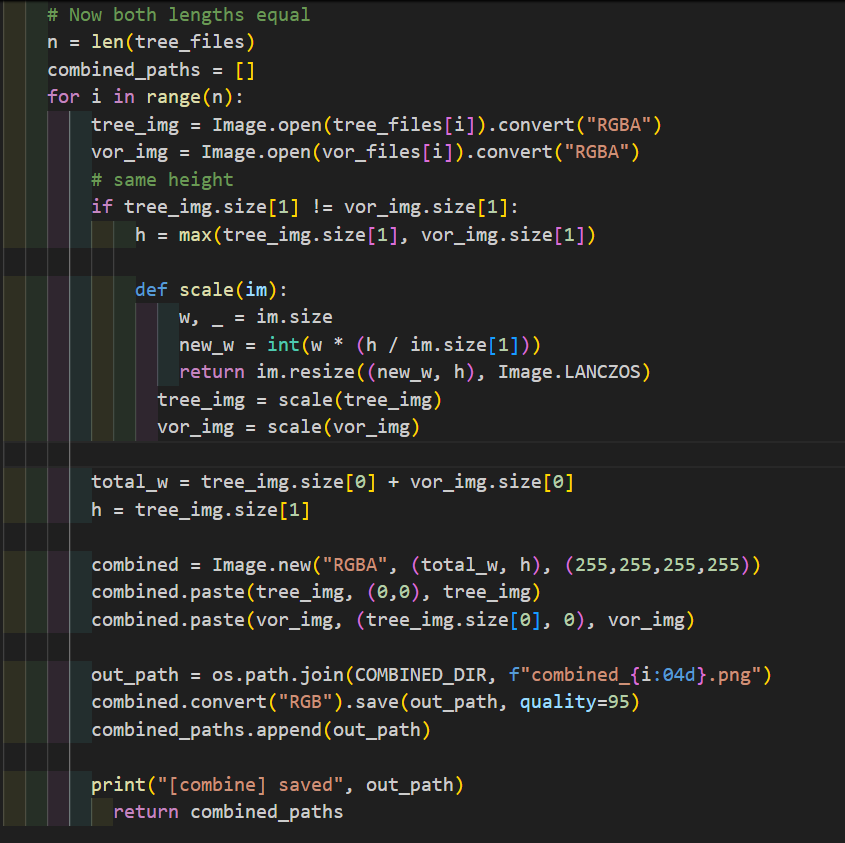 # Now both lengths equal
n = len(tree_files)
combined_paths = []
for i in range(n):
    tree_img = Image.open(tree_files[i]).convert("RGBA")
    vor_img = Image.open(vor_files[i]).convert("RGBA")
    # same height
    if tree_img.size[1] != vor_img.size[1]:
        h = max(tree_img.size[1], vor_img.size[1])

        def scale(im):
            w, _ = im.size
            new_w = int(w * (h / im.size[1]))
            return im.resize((new_w, h), Image.LANCZOS)
          tree_img = scale(tree_img)
          vor_img = scale(vor_img)

    total_w = tree_img.size[0] + vor_img.size[0]
    h = tree_img.size[1]

    combined = Image.new("RGBA", (total_w, h), (255,255,255,255))
    combined.paste(tree_img, (0,0), tree_img)
    combined.paste(vor_img, (tree_img.size[0], 0), vor_img)

    out_path = os.path.join(COMBINED_DIR, f"combined_{i:04d}.png")
    combined.convert("RGB").save(out_path, quality=95)
    combined_paths.append(out_path)

    print("[combine] saved", out_path)
      return combined_paths